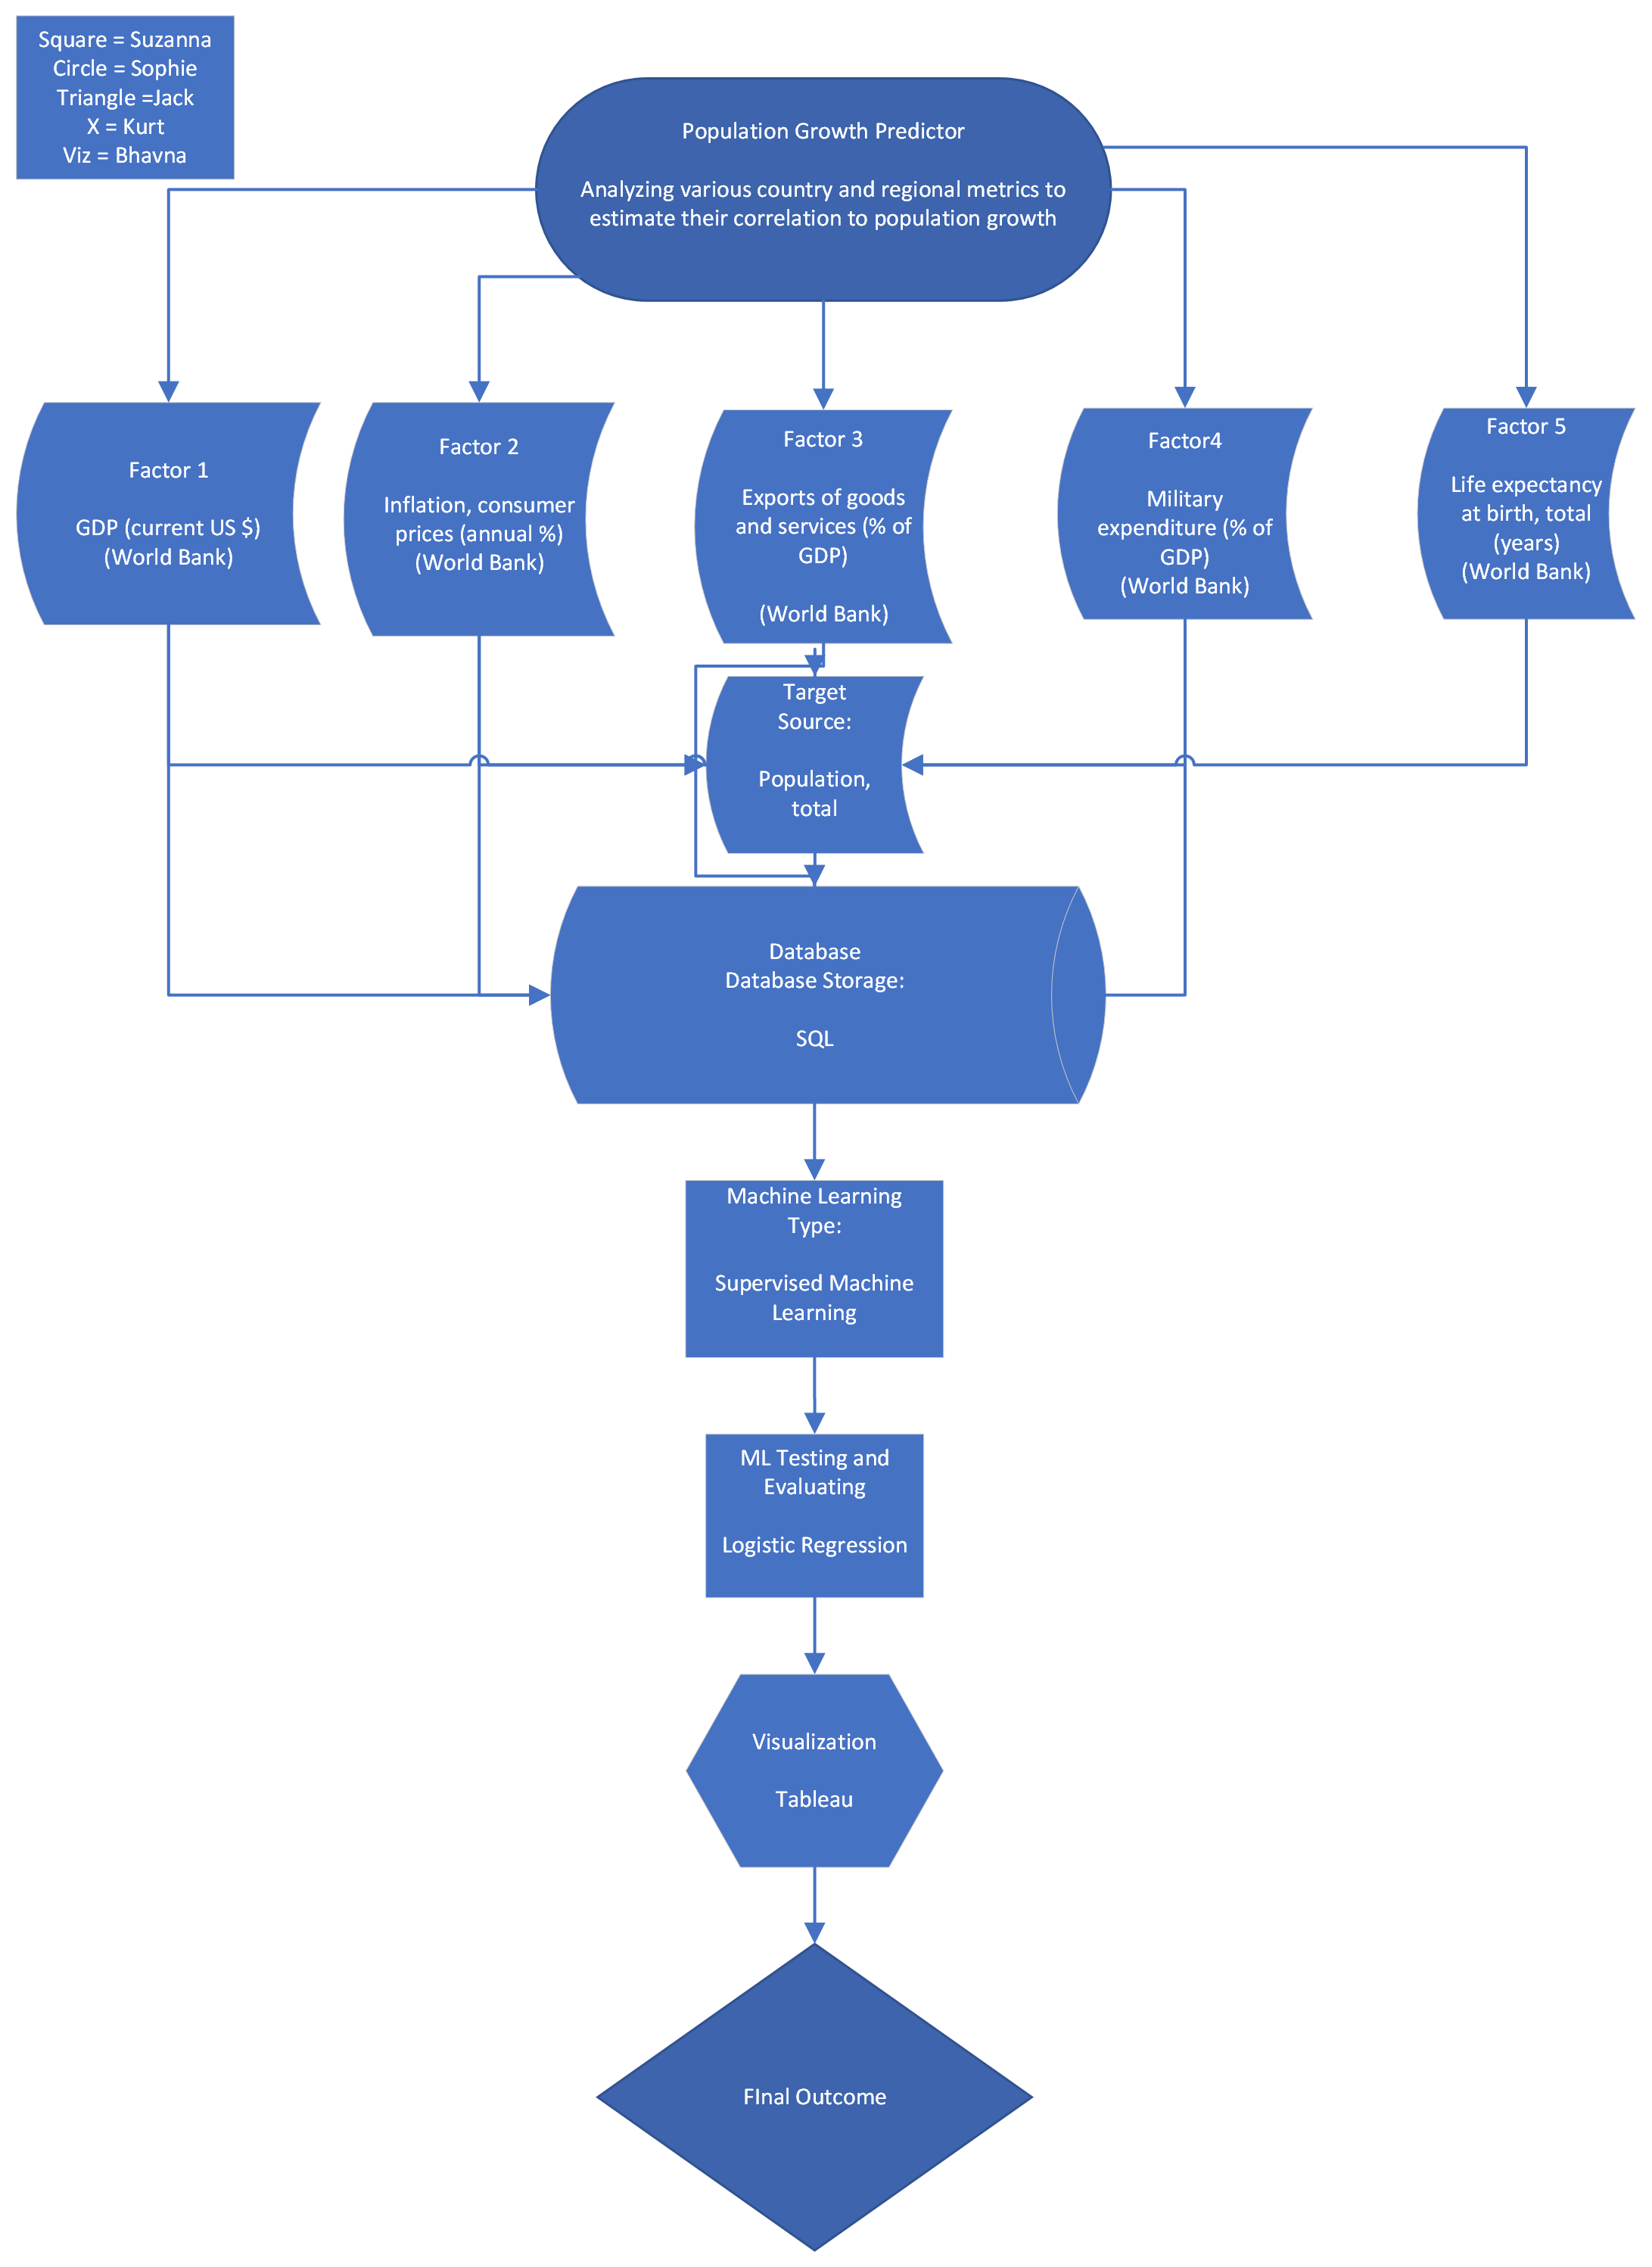 Square = Suzanna
Circle = Sophie
Triangle =Jack
X = Kurt
Viz = Bhavna
Population Growth Predictor
Analyzing various country and regional metrics to
estimate their correlation to population growth
Factor 1
GDP (current US $)
(World Bank)
Factor 2
Inflation, consumer
prices (annual %)
(World Bank)
Factor 3
Exports of goods
and services (% of
GDP)
(World Bank)
Factor4
Military
expenditure (% of
GDP)
(World Bank)
Factor 5
Life expectancy
at birth, total
(years)
(World Bank)
Target
Source:
Population,
total
Database
Database Storage:
SQL
Machine Learning
Type:
Supervised Machine
Learning
ML Testing and
Evaluating
Logistic Regression
Visualization
Tableau
FInal Outcome